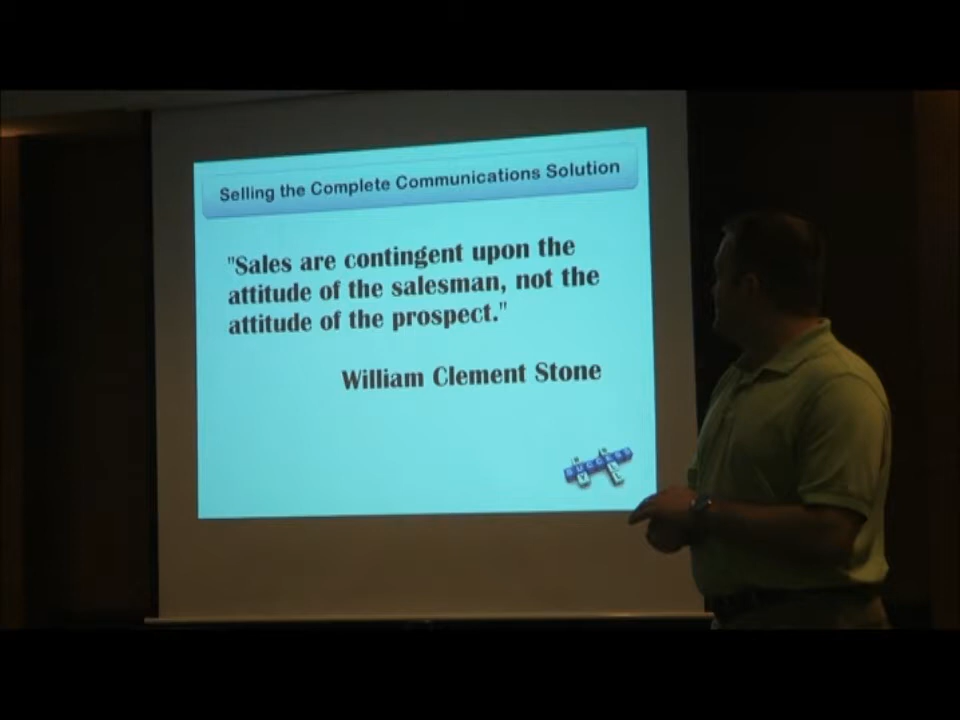 Selling the Complete Communications Solution
"Sales are contingent upon the
attitude of the salesman, not the
attitude of the prospect."
William Clement Stone
SUCCESS